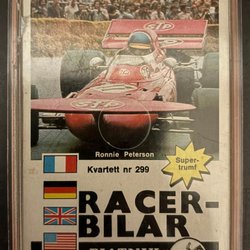 STP
Ronnie Peterson
Kvartett nr 299
Super-
trumf
RACER-
BILAR